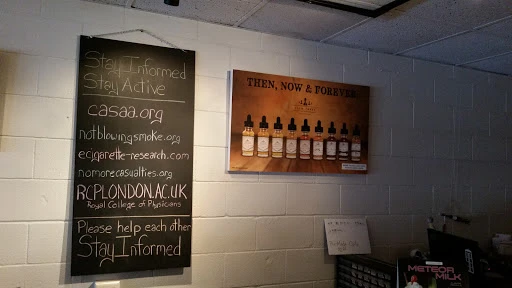 Stay Informed
Stay Active
casaa.org
notblowingsmoke.org
ecigarette-research.com
nomorecasualties.org
RCPLONDON.AC.UK
Royal College of Physicians
Please help each other
Stay Informed
THEN, NOW & FOREVER
METEOR
MILK